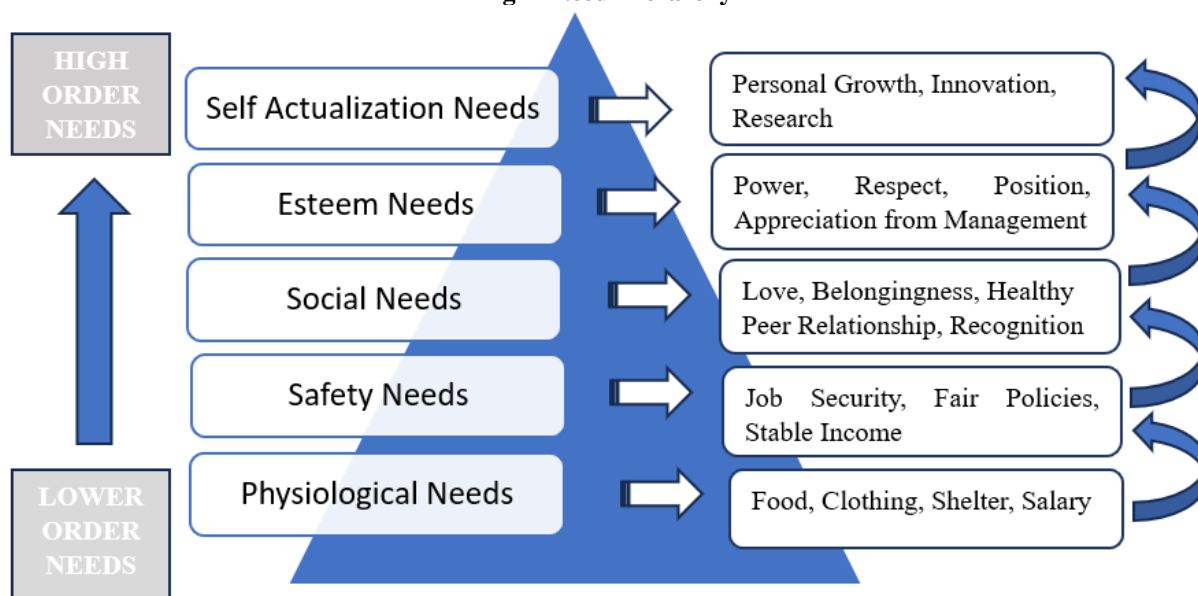 HIGH
ORDER
NEEDS
Self Actualization Needs
Personal Growth, Innovation,
Research
Esteem Needs
Power, Respect, Position,
Appreciation from Management
Social Needs
Love, Belongingness, Healthy
Peer Relationship, Recognition
Safety Needs
Job Security, Fair Policies,
Stable Income
Physiological Needs
Food, Clothing, Shelter, Salary
LOWER
ORDER
NEEDS